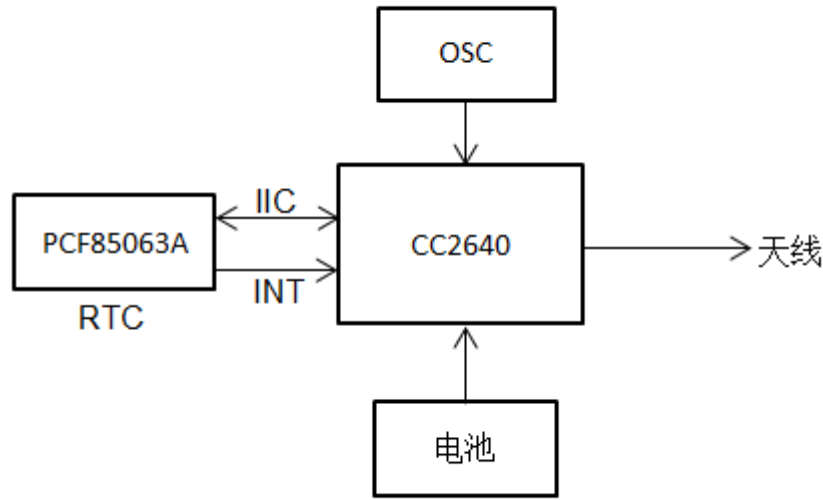 OSC
IIC
PCF85063A
CC2640
天线
INT
RTC
电池